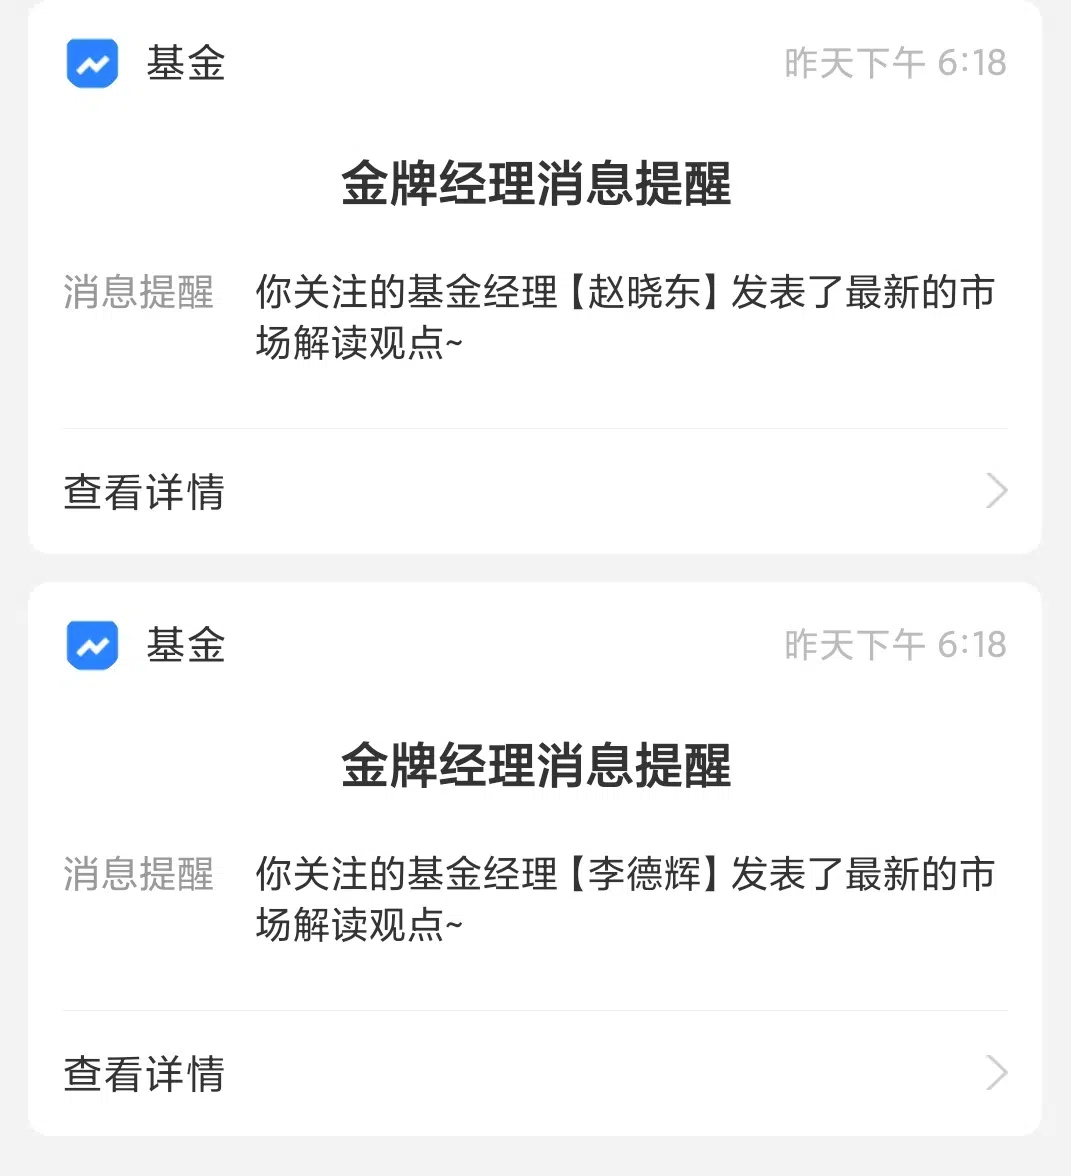 基金
昨天下午 6:18
金牌经理消息提醒
消息提醒
你关注的基金经理【赵晓东】发表了最新的市
场解读观点~
查看详情
基金
昨天下午 6:18
金牌经理消息提醒
消息提醒
你关注的基金经理【李德辉】发表了最新的市
场解读观点~
查看详情